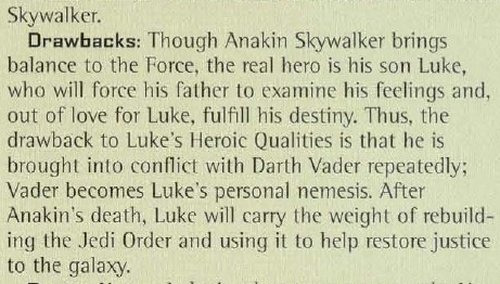 Skywalker.
Drawbacks: Though Anakin Skywalker brings
balance to the Force, the real hero is his son Luke,
who will force his father to examine his feelings and,
out of love for Luke, fulfill his destiny. Thus, the
drawback to Luke's Heroic Qualities is that he is
brought into conflict with Darth Vader repeatedly;
Vader becomes Luke's personal nemesis. After
Anakin's death, Luke will carry the weight of rebuild-
ing the Jedi Order and using it to help restore justice
to the galaxy.